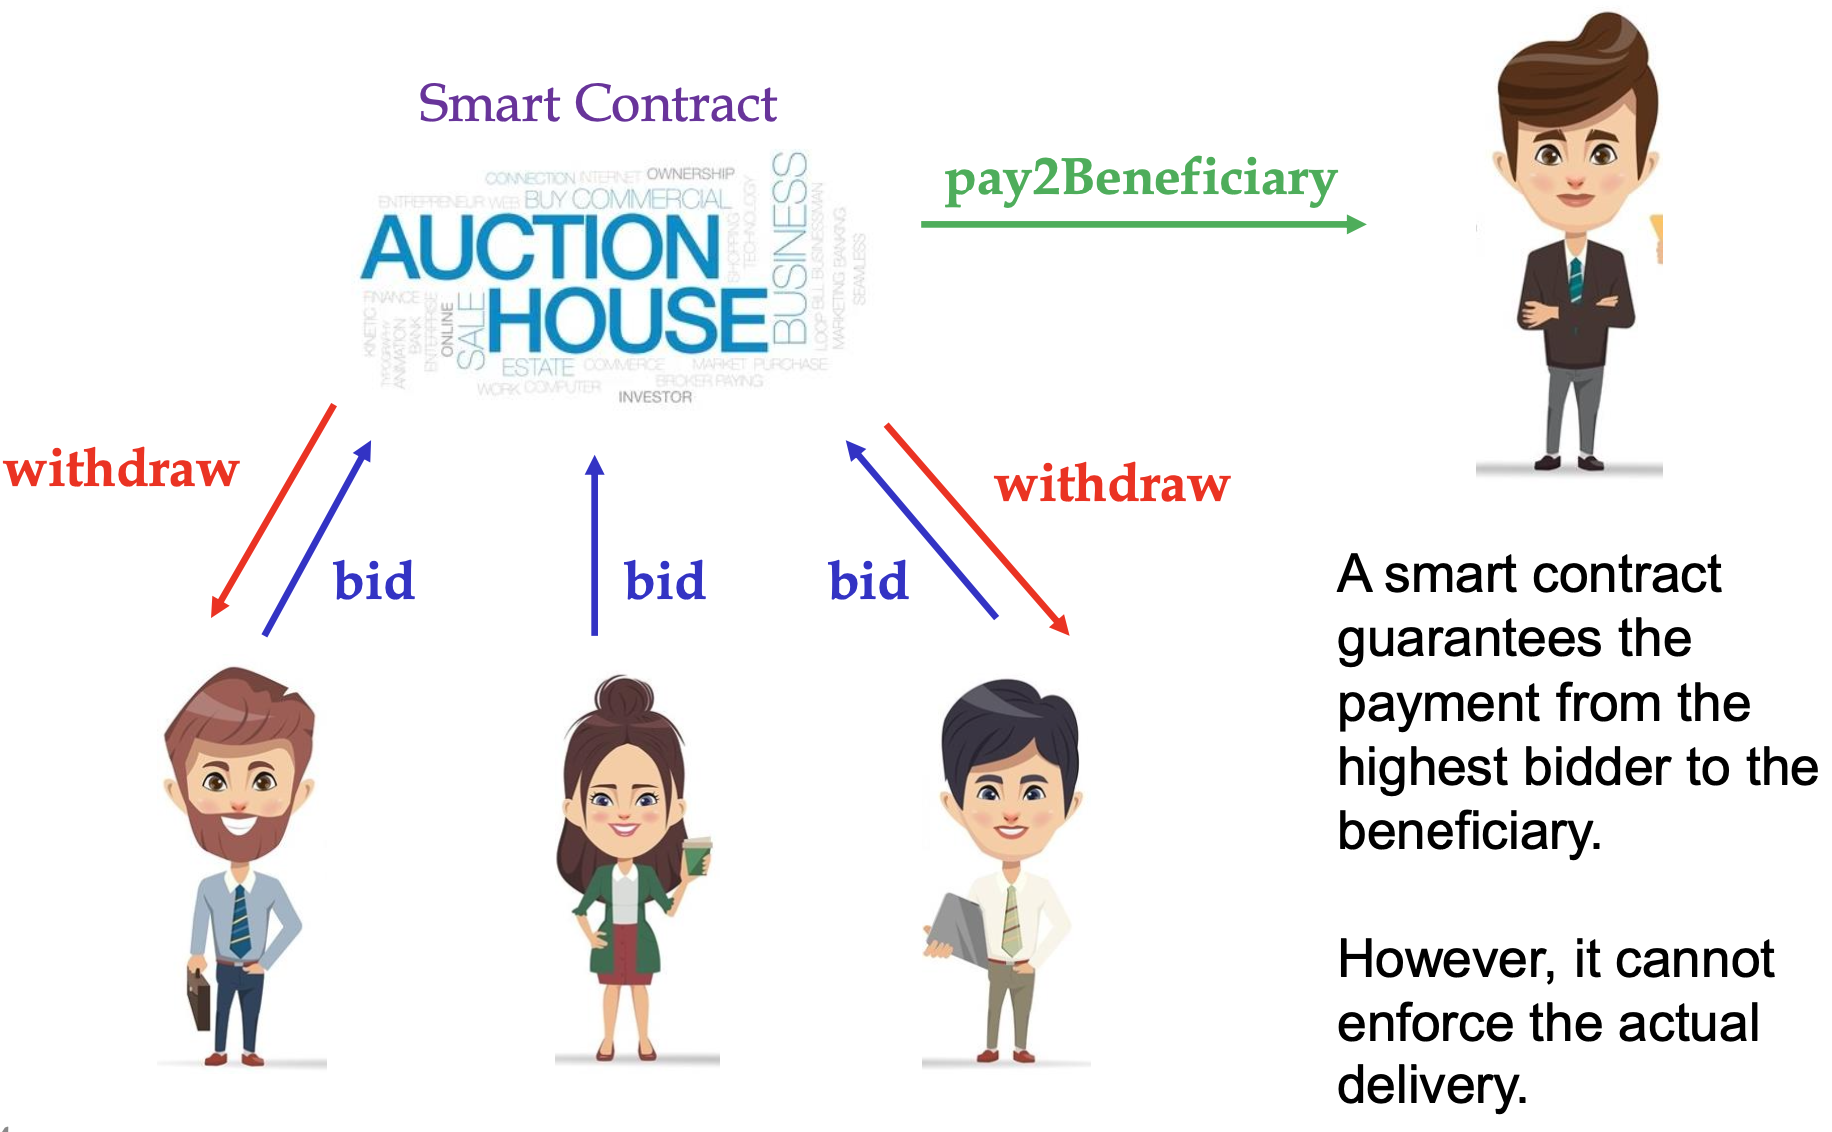 Smart Contract
CONNECTION INTERNET OWNERSHIP
ENTREPRENEUR WEB BUY COMMERCIAL
AUCTION
HOUSE
BUSINESS
SHOPPING
TECHNOLOGY
LOOP BILL BUSINESSMAN
MARKETING BANKING
SEAMLESS
FINANCE
KINETIC
TYPOGRAPHY
ANIMATION
BANK
ENTERPRISE
ONLINE
SALE
ESTATE COMMERCE MARKET PURCHASE
WORK COMPUTER BROKER PAYING
INVESTOR
pay2Beneficiary
withdraw
bid
bid
bid
withdraw
A smart contract
guarantees the
payment from the
highest bidder to the
beneficiary.
However, it cannot
enforce the actual
delivery.